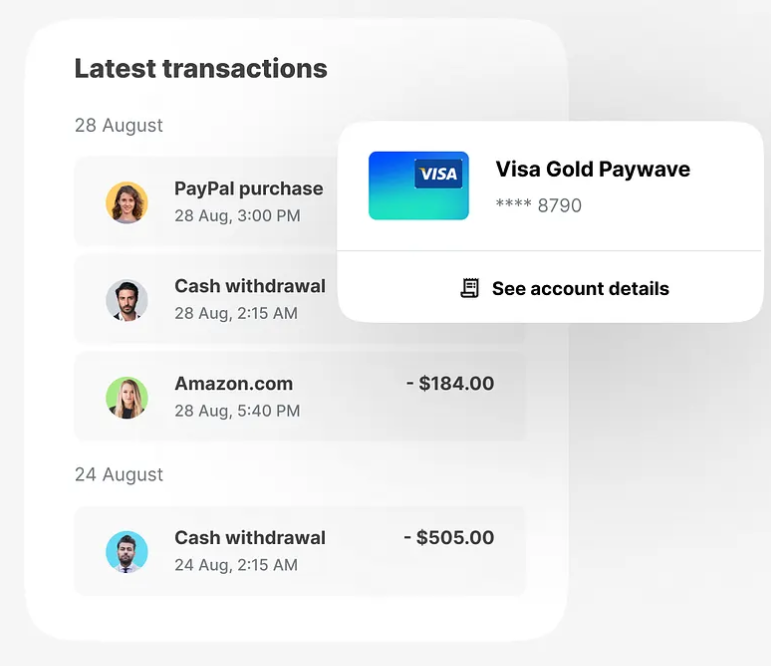 Latest transactions
28 August
PayPal purchase
28 Aug, 3:00 PM
Cash withdrawal
28 Aug, 2:15 AM
Amazon.com
- $184.00
28 Aug, 5:40 PM
24 August
Cash withdrawal
- $505.00
24 Aug, 2:15 AM
VISA
Visa Gold Paywave
**** 8790
See account details